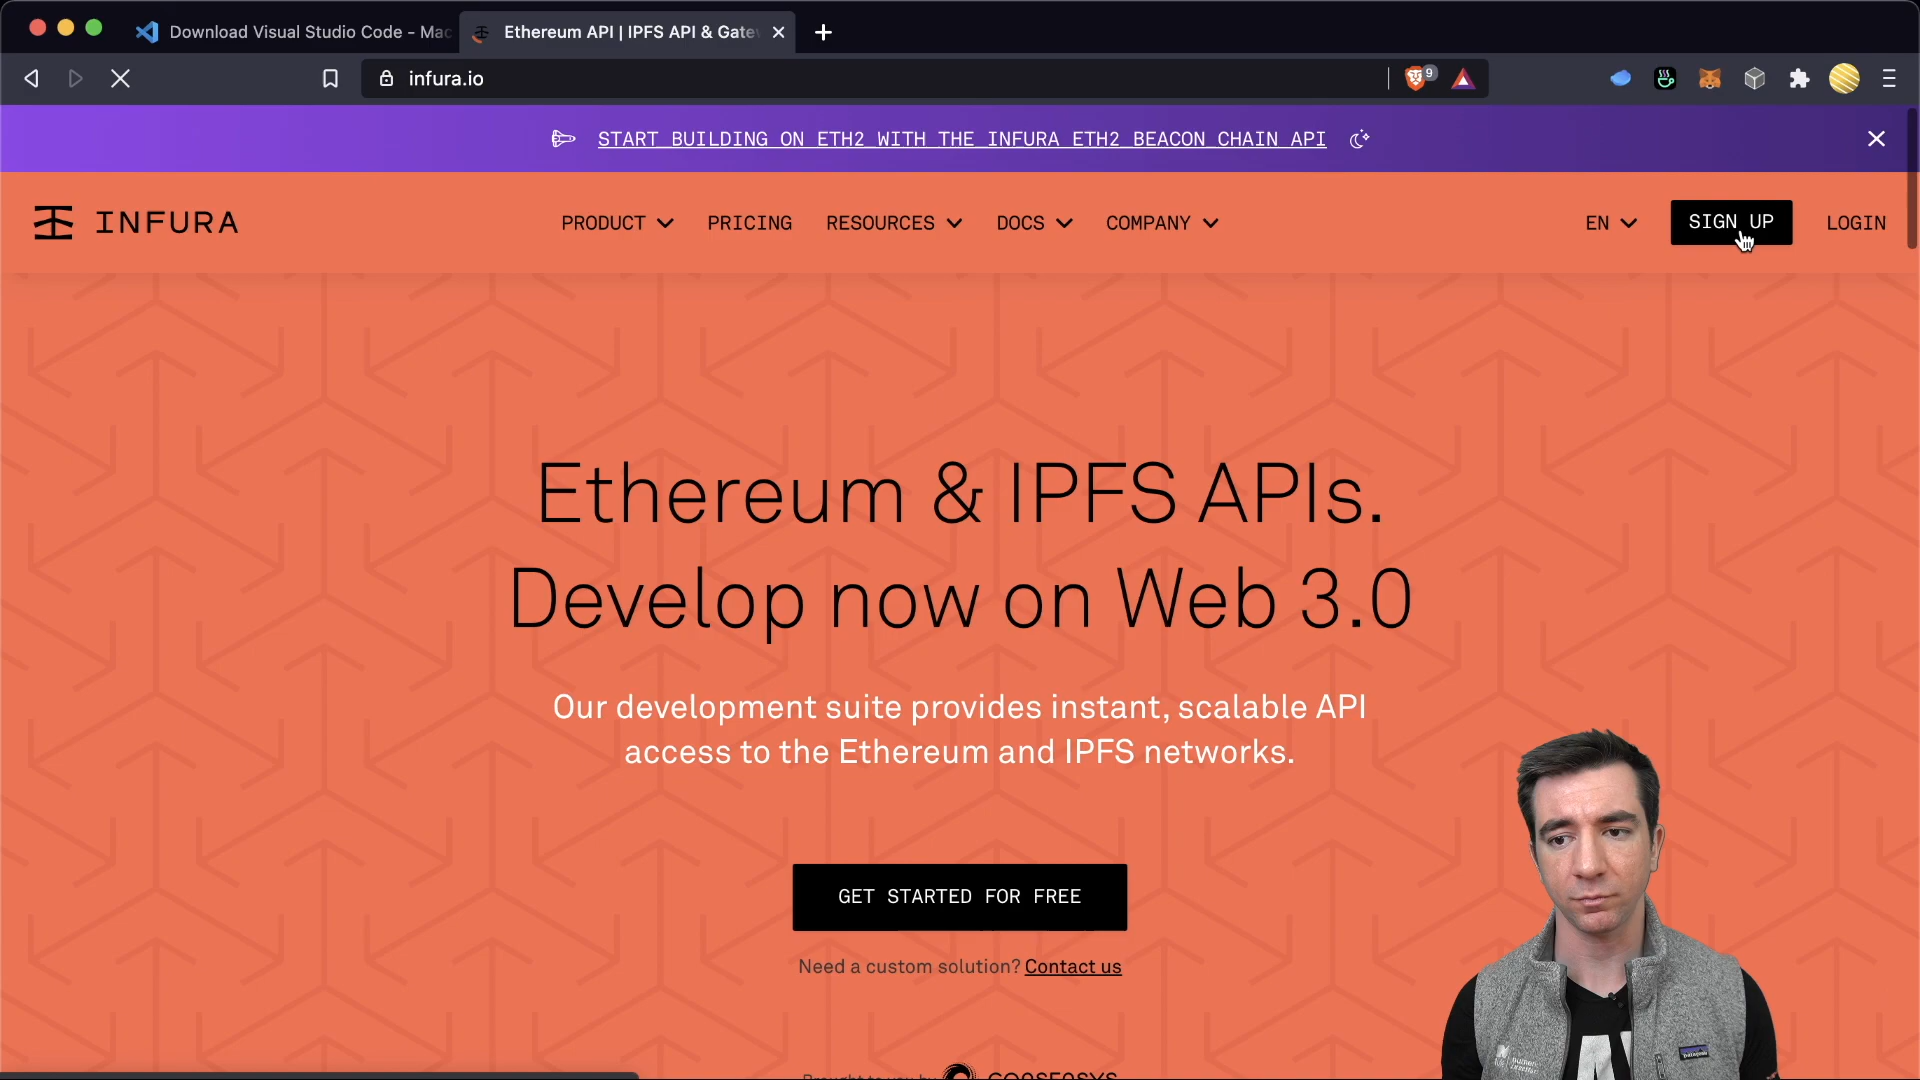 Download Visual Studio Code - Mac
Ethereum API | IPFS API & Gate
infura.io
9
START BUILDING ON ETH2 WITH THE INFURA ETH2 BEACON CHAIN API
INFURA
PRODUCT
PRICING
RESOURCES
DOCS
COMPANY
EN
SIGN UP
LOGIN
Ethereum & IPFS APIs.
Develop now on Web 3.0
Our development suite provides instant, scalable API
access to the Ethereum and IPFS networks.
GET STARTED FOR FREE
Need a custom solution? Contact us
Brought to you by CONSENSYS
patagonia